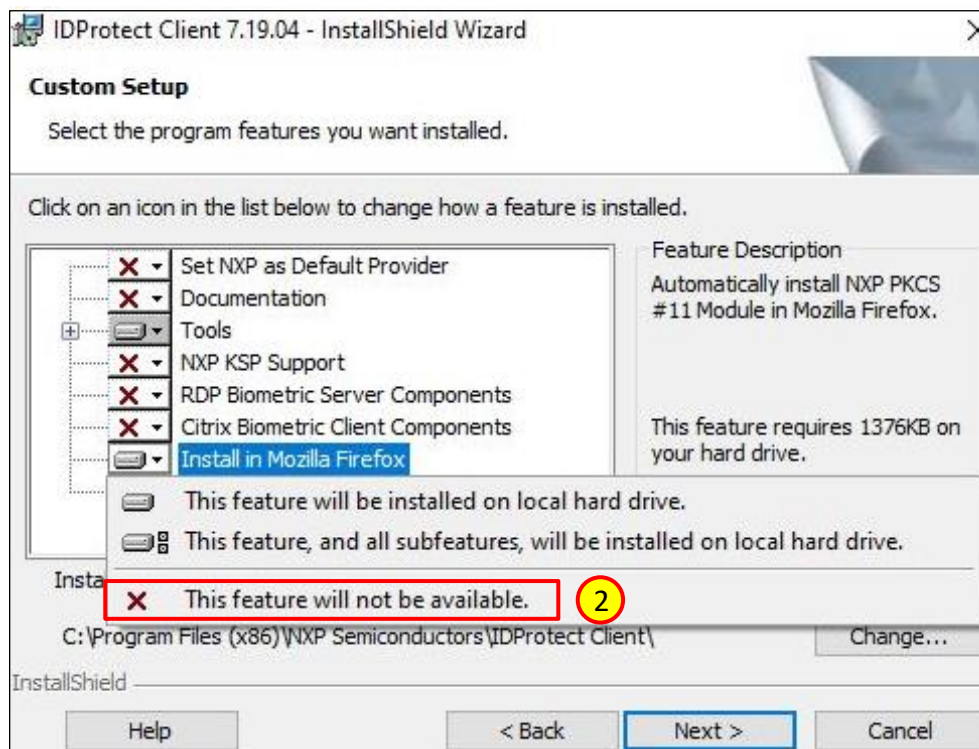 IDProtect Client 7.19.04 - InstallShield Wizard
Custom Setup
Select the program features you want installed.
Click on an icon in the list below to change how a feature is installed.
Set NXP as Default Provider
Documentation
Tools
NXP KSP Support
RDP Biometric Server Components
Citrix Biometric Client Components
Install in Mozilla Firefox
Feature Description
Automatically install NXP PKCS
#11 Module in Mozilla Firefox.
This feature requires 1376KB on
your hard drive.
This feature will be installed on local hard drive.
This feature, and all subfeatures, will be installed on local hard drive.
This feature will not be available.
2
C:\Program Files (x86)\NXP Semiconductors\IDProtect Client\
Change...
InstallShield
Help
< Back
Next >
Cancel